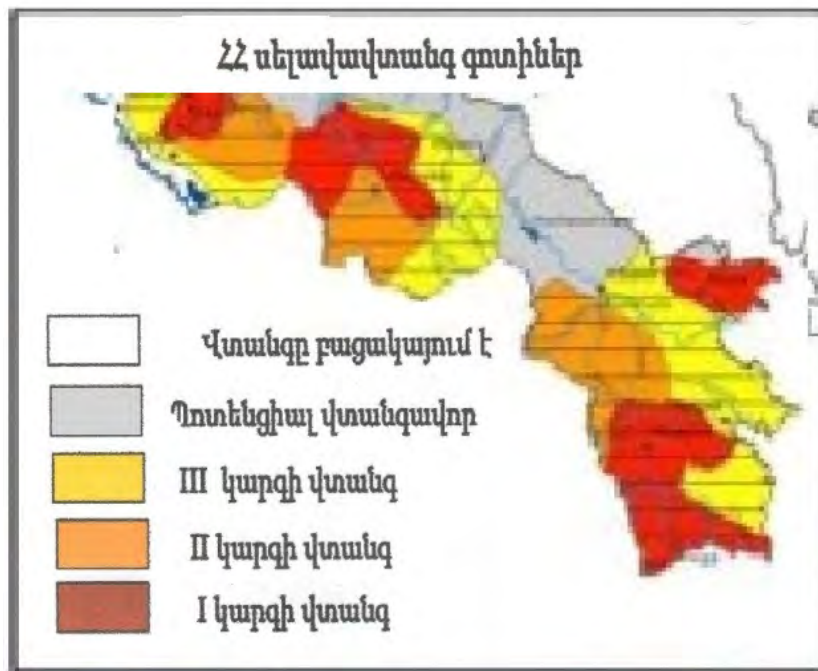 ՀՀ սելավավտանգ գոտիներ
Վտանգը բացակայում է
Պոտենցիալ վտանգավոր
III կարգի վտանգ
II կարգի վտանգ
I կարգի վտանգ